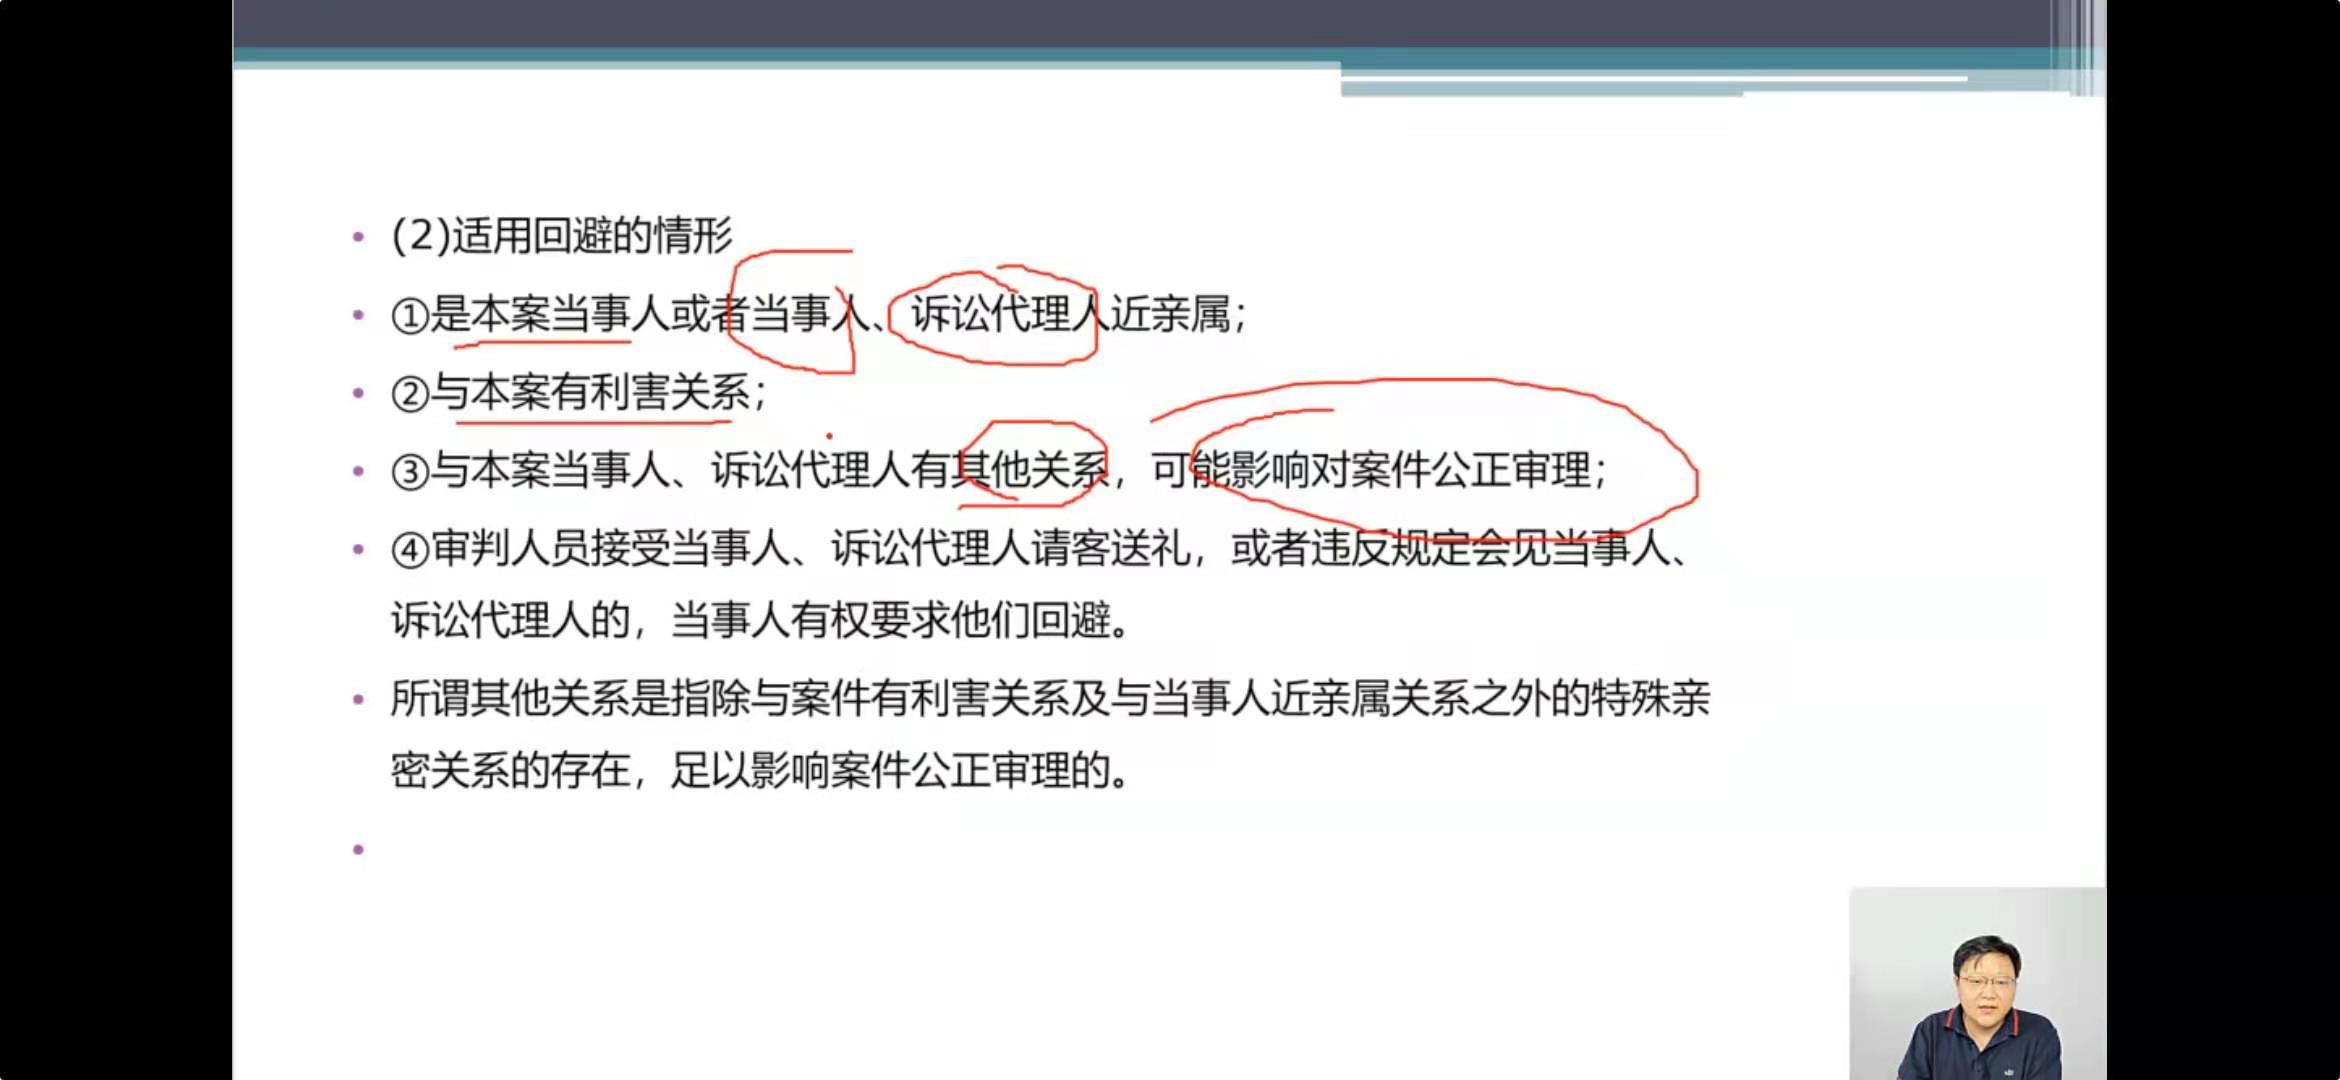 (2)适用回避的情形
①是本案当事人或者当事人、诉讼代理人近亲属；
②与本案有利害关系；
③与本案当事人、诉讼代理人有其他关系，可能影响对案件公正审理；
④审判人员接受当事人、诉讼代理人请客送礼，或者违反规定会见当事人、
诉讼代理人的，当事人有权要求他们回避。
所谓其他关系是指除与案件有利害关系及与当事人近亲属关系之外的特殊亲
密关系的存在，足以影响案件公正审理的。